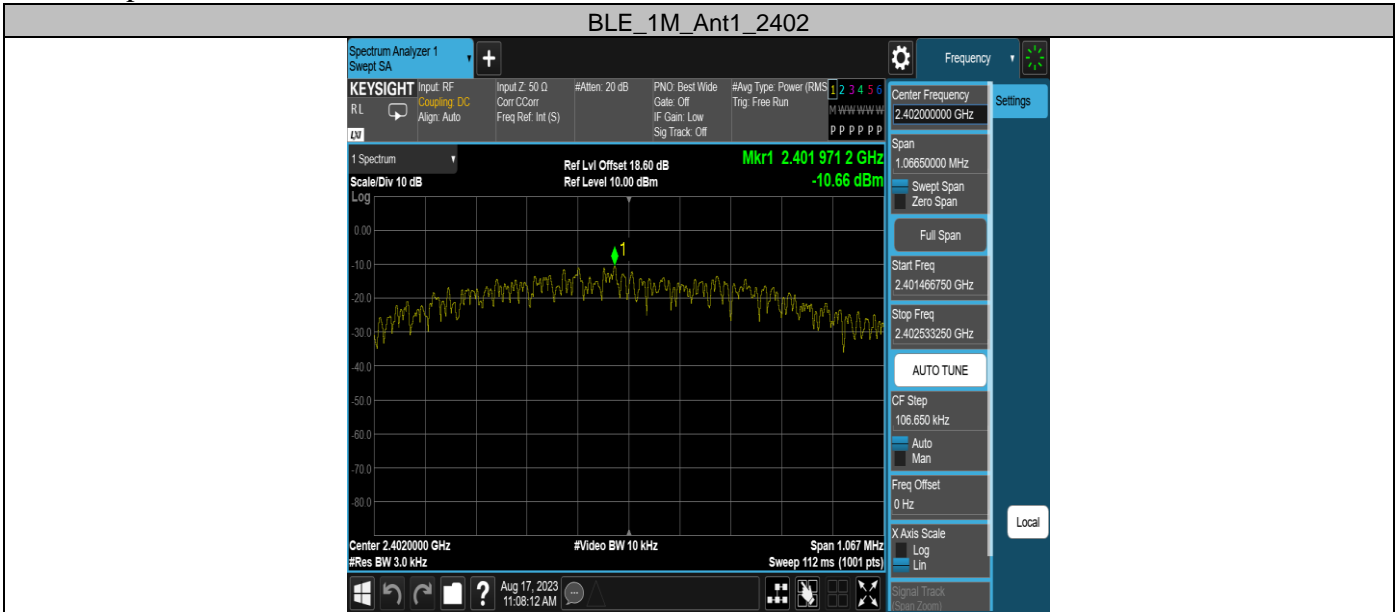 BLE_1M_Ant1_2402
Spectrum Analyzer 1
Swept SA
+
Frequency
KEYSIGHT
RL
LXI
Input: RF
Coupling: DC
Align: Auto
Input Z: 50 Ω
Corr CCorr
Freq Ref: Int (S)
#Atten: 20 dB
PNO: Best Wide
Gate: Off
IF Gain: Low
Sig Track: Off
#Avg Type: Power (RMS
Trig: Free Run
1 2 3 4 5 6
M W W W W W
P P P P P P
1 Spectrum
Scale/Div 10 dB
Log
Ref Lvl Offset 18.60 dB
Ref Level 10.00 dBm
Mkr1 2.401 971 2 GHz
-10.66 dBm
1
0.00
-10.0
-20.0
-30.0
-40.0
-50.0
-60.0
-70.0
-80.0
Center 2.4020000 GHz
#Res BW 3.0 kHz
#Video BW 10 kHz
Span 1.067 MHz
Sweep 112 ms (1001 pts)
Center Frequency
2.402000000 GHz
Span
1.06650000 MHz
Swept Span
Zero Span
Full Span
Start Freq
2.401466750 GHz
Stop Freq
2.402533250 GHz
AUTO TUNE
CF Step
106.650 kHz
Auto
Man
Freq Offset
0 Hz
X Axis Scale
Log
Lin
Signal Track
(Span Zoom)
Settings
Local
?
Aug 17, 2023
11:08:12 AM